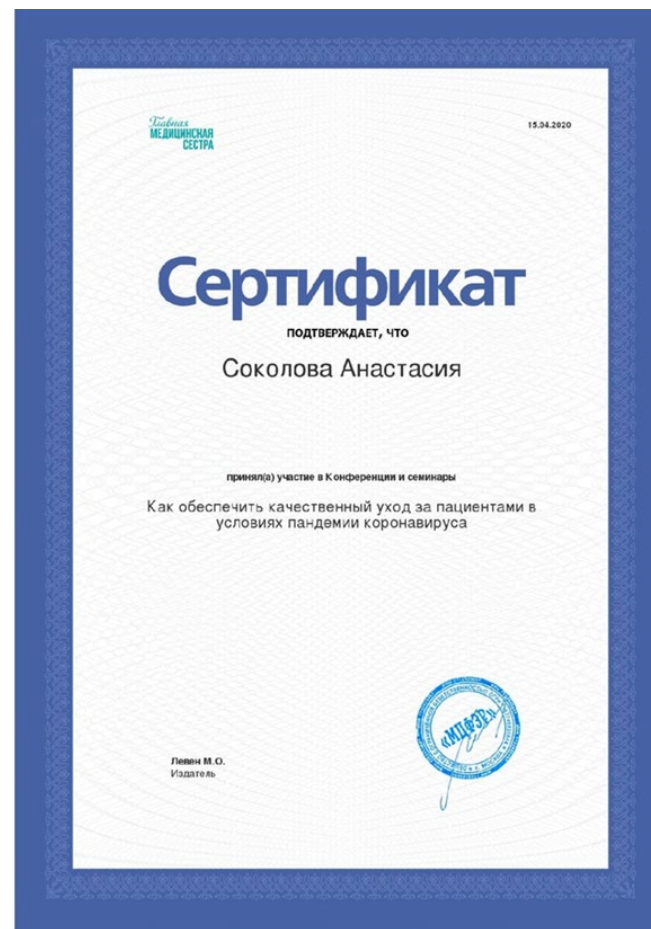 Главная
МЕДИЦИНСКАЯ
СЕСТРА
15.04.2020
Сертификат
ПОДТВЕРЖДАЕТ, ЧТО
Соколова Анастасия
принял(а) участие в Конференции и семинары
Как обеспечить качественный уход за пациентами в
условиях пандемии коронавируса
«МЦФЭР»
Левен М.О.
Издатель